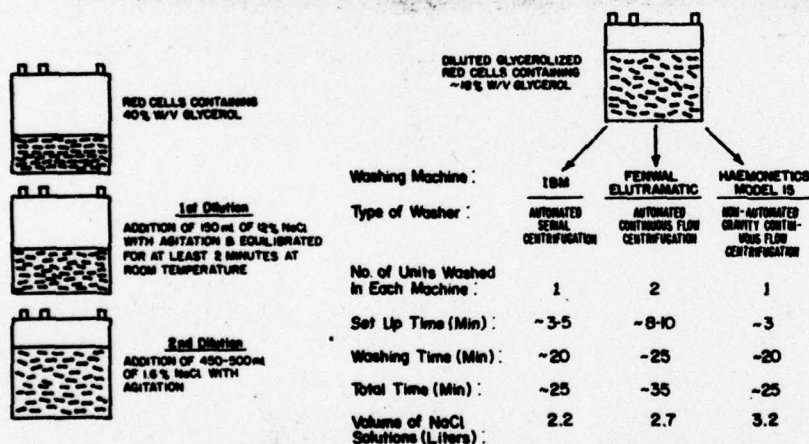 RED CELLS CONTAINING
40% W/V GLYCEROL
1st Dilution
ADDITION OF 150 ml OF 12% NaCl
WITH AGITATION & EQUILIBRATED
FOR AT LEAST 2 MINUTES AT
ROOM TEMPERATURE
2nd Dilution
ADDITION OF 450-500 ml
OF 1.6% NaCl WITH
AGITATION
DILUTED GLYCEROLIZED
RED CELLS CONTAINING
~18% W/V GLYCEROL
Washing Machine: IBM FENWAL ELUTRAMATIC HAEMONETICS MODEL 15
Type of Washer: AUTOMATED SERIAL CENTRIFUGATION AUTOMATED CONTINUOUS FLOW CENTRIFUGATION NON-AUTOMATED GRAVITY CONTIN-UOUS FLOW CENTRIFUGATION
No. of Units Washed
In Each Machine: 1 2 1
Set Up Time (Min): ~3-5 ~8-10 ~3
Washing Time (Min): ~20 ~25 ~20
Total Time (Min): ~25 ~35 ~25
Volume of NaCl
Solutions (Liters): 2.2 2.7 3.2